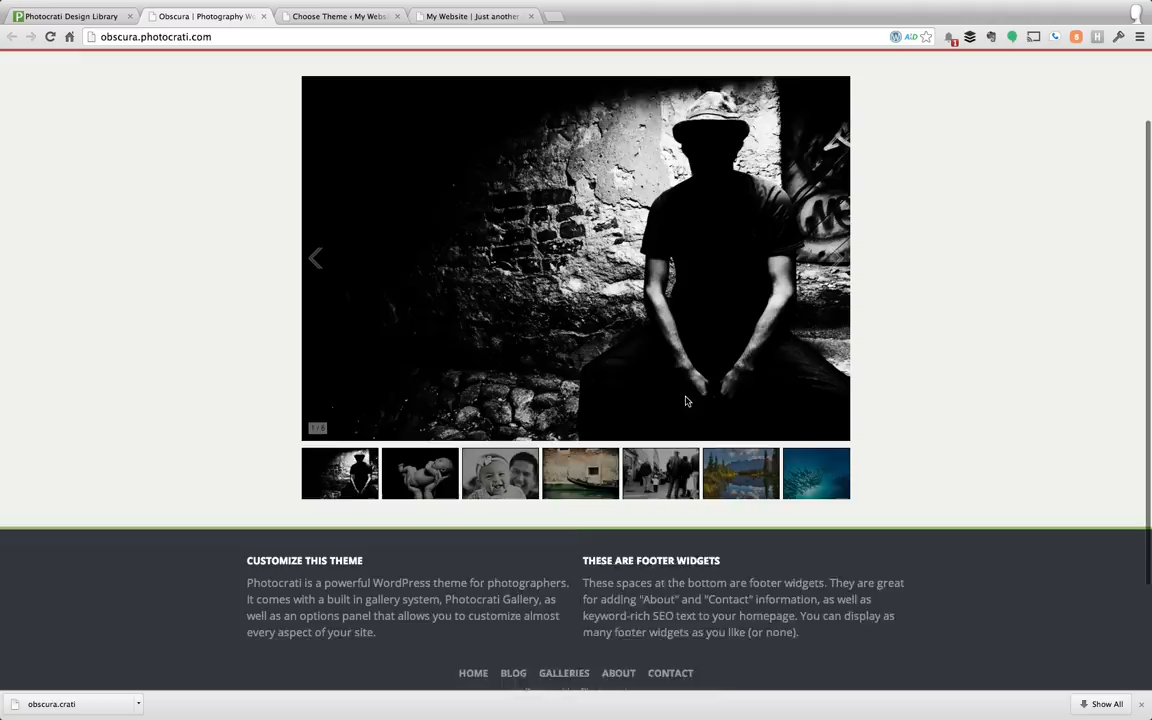 Photocrati Design Library
Obscura | Photography Wo
Choose Theme ‹ My Websi
My Website | Just another
obscura.photocrati.com
1
1 / 6
CUSTOMIZE THIS THEME
Photocrati is a powerful WordPress theme for photographers.
It comes with a built in gallery system, Photocrati Gallery, as
well as an options panel that allows you to customize almost
every aspect of your site.
THESE ARE FOOTER WIDGETS
These spaces at the bottom are footer widgets. They are great
for adding "About" and "Contact" information, as well as
keyword-rich SEO text to your homepage. You can display as
many footer widgets as you like (or none).
HOME BLOG GALLERIES ABOUT CONTACT
obscura.crati
Show All